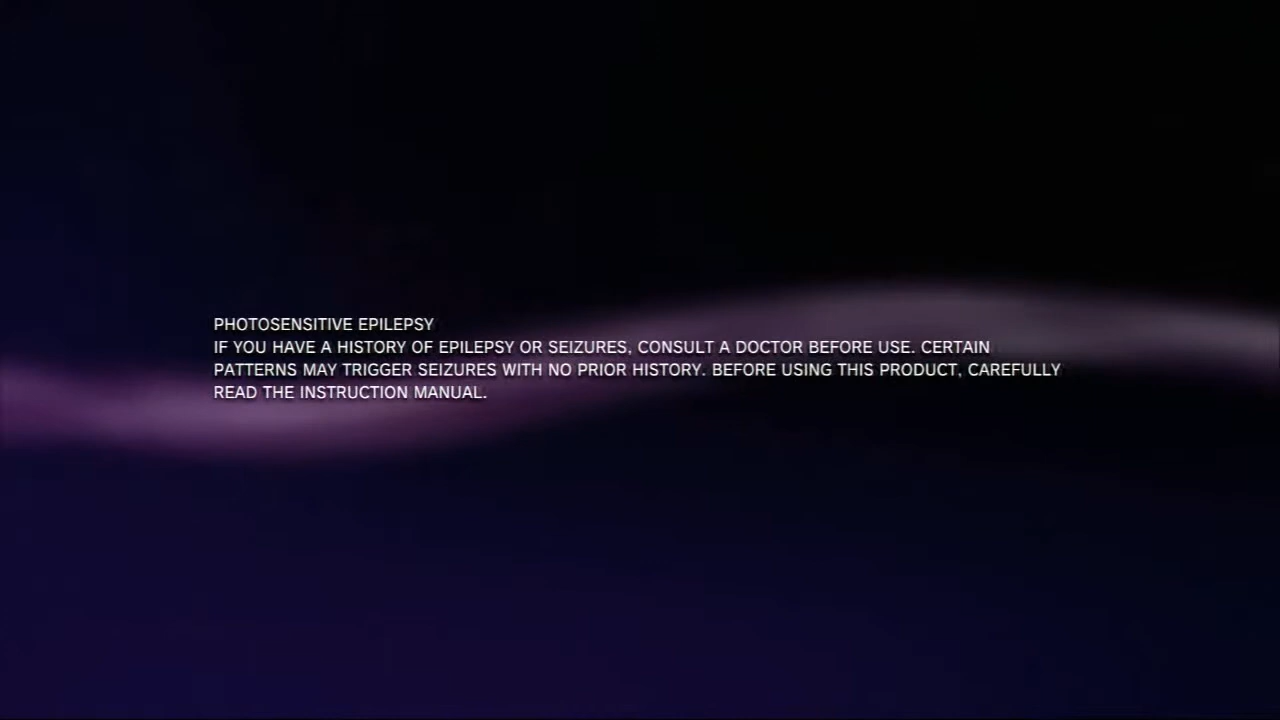 PHOTOSENSITIVE EPILEPSY
IF YOU HAVE A HISTORY OF EPILEPSY OR SEIZURES, CONSULT A DOCTOR BEFORE USE. CERTAIN
PATTERNS MAY TRIGGER SEIZURES WITH NO PRIOR HISTORY. BEFORE USING THIS PRODUCT, CAREFULLY
READ THE INSTRUCTION MANUAL.